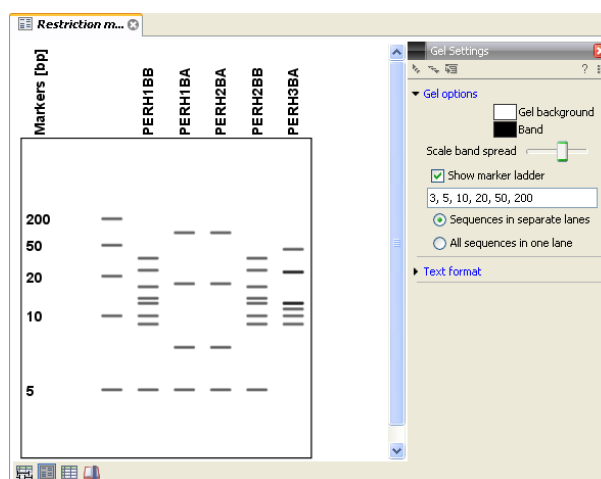 Restriction m...
Markers [bp]
PERH1BB
PERH1BA
PERH2BA
PERH2BB
PERH3BA
200
50
20
10
5
Gel Settings
?
Gel options
Gel background
Band
Scale band spread
Show marker ladder
3, 5, 10, 20, 50, 200
Sequences in separate lanes
All sequences in one lane
Text format